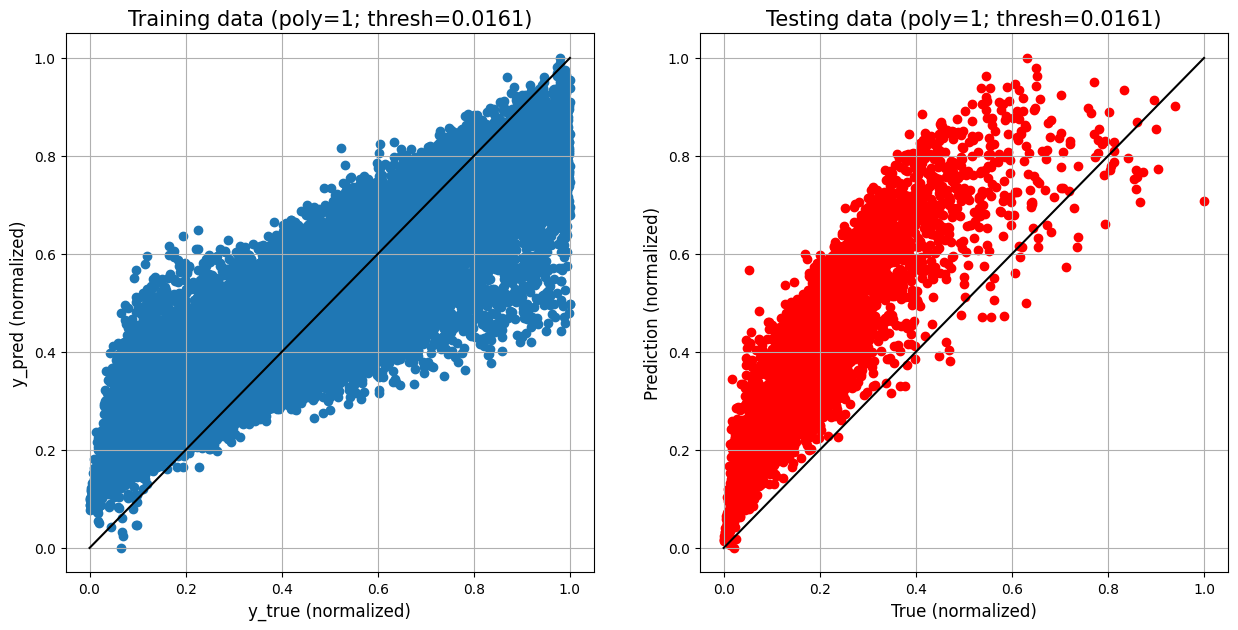 Training data (poly=1; thresh=0.0161)
1.0
0.8
0.6
0.4
0.2
0.0
y_pred (normalized)
0.0 0.2 0.4 0.6 0.8 1.0
y_true (normalized)
Testing data (poly=1; thresh=0.0161)
1.0
0.8
0.6
0.4
0.2
0.0
Prediction (normalized)
0.0 0.2 0.4 0.6 0.8 1.0
True (normalized)